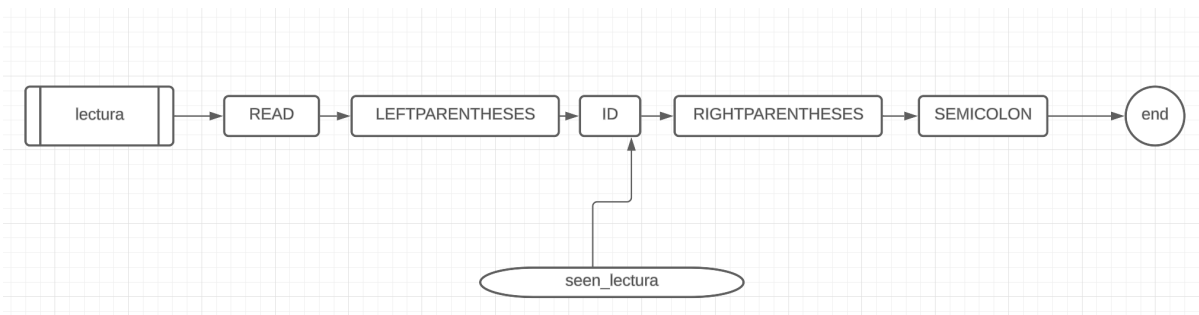 lectura
READ
LEFTPARENTHESES
ID
RIGHTPARENTHESES
SEMICOLON
end
seen_lectura